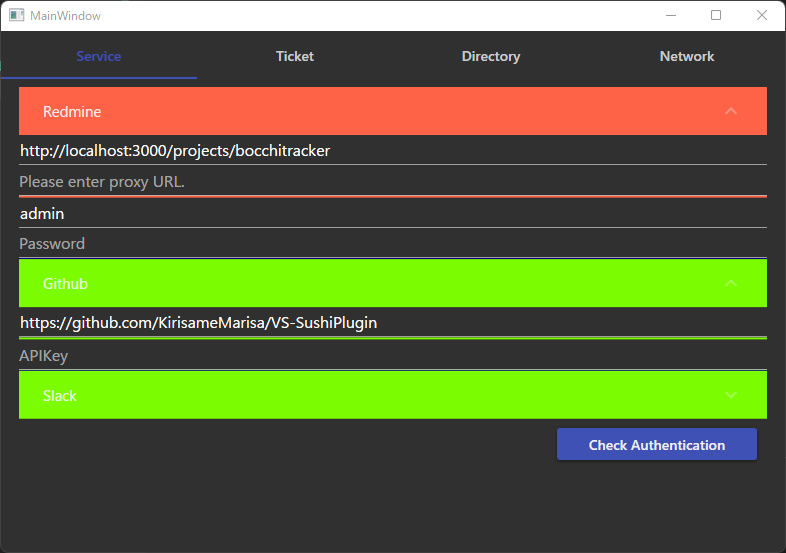 MainWindow
Service Ticket Directory Network
Redmine
http://localhost:3000/projects/bocchitracker
Please enter proxy URL.
admin
Password
Github
https://github.com/KirisameMarisa/VS-SushiPlugin
APIKey
Slack
Check Authentication